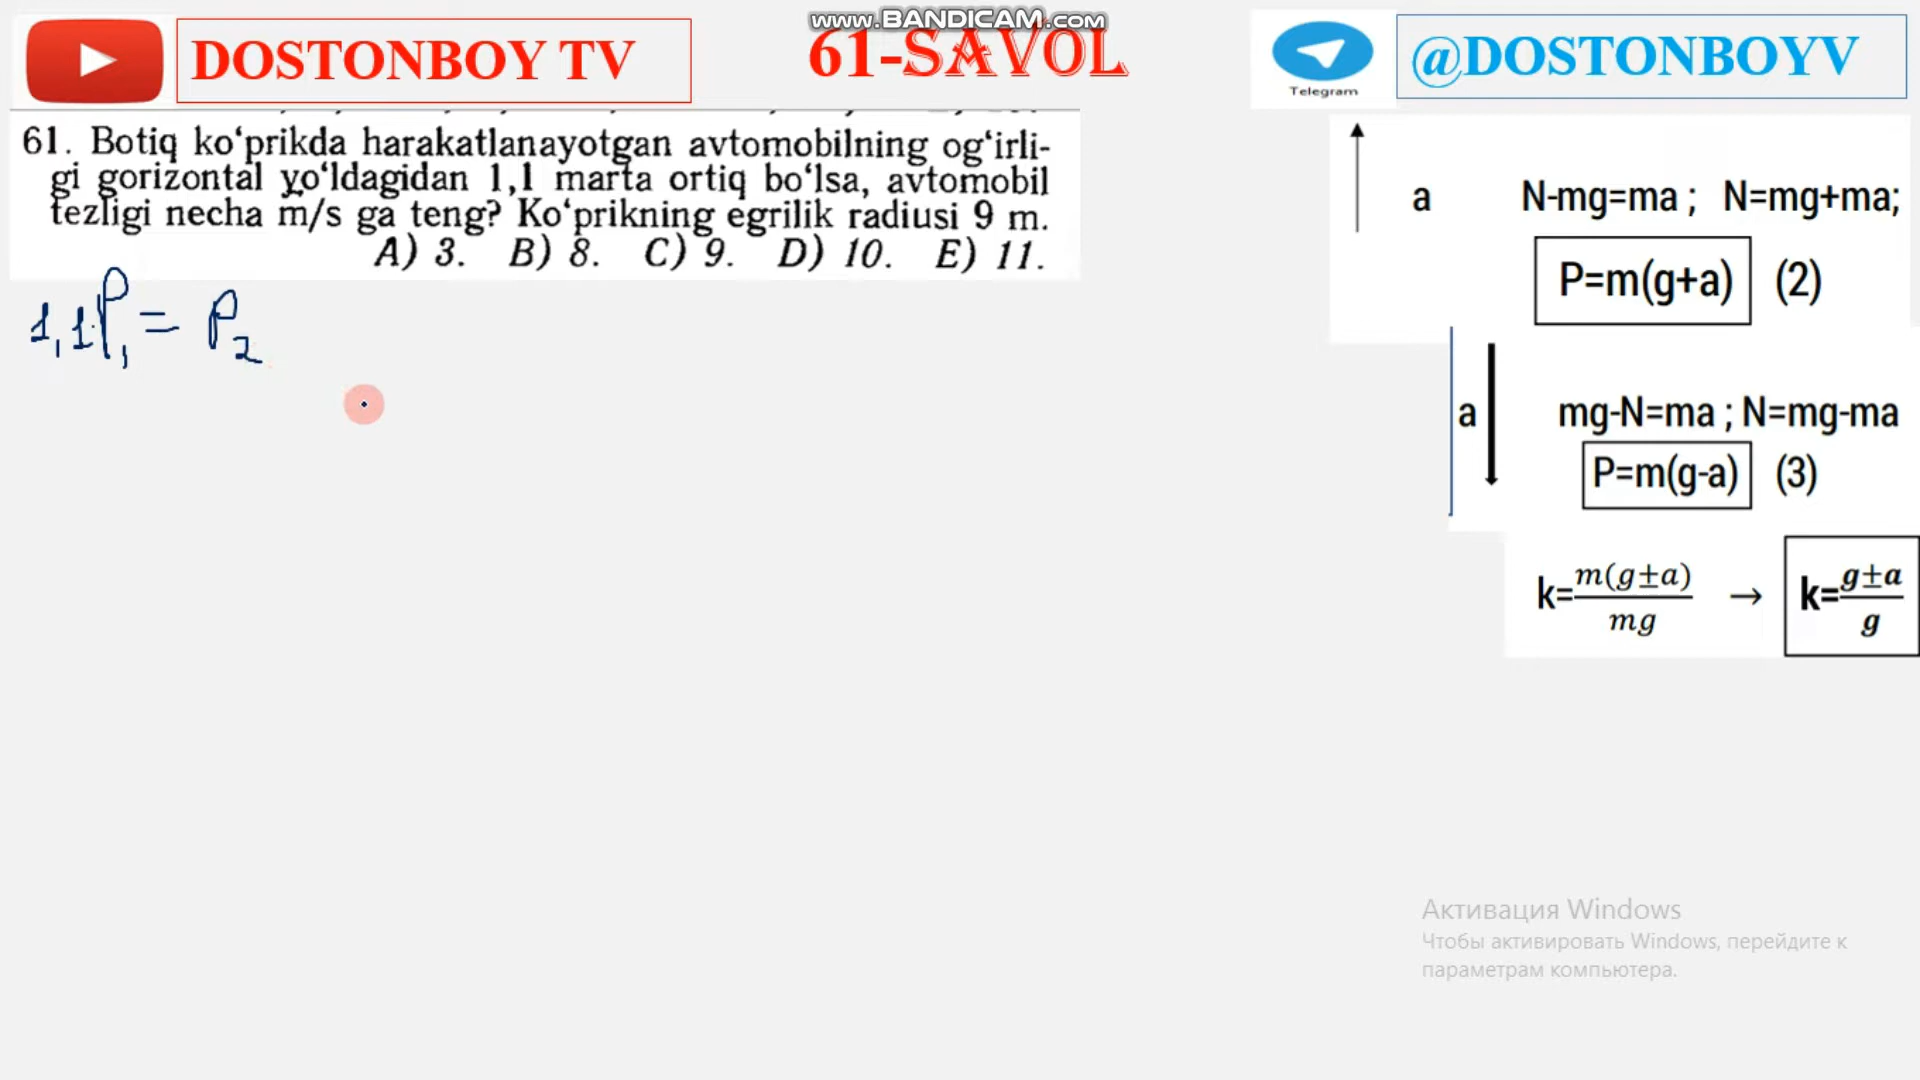 www.BANDICAM.com
DOSTONBOY TV
61-SAVOL
Telegram
@DOSTONBOYV
61. Botiq ko‘prikda harakatlanayotgan avtomobilning og‘irli-
gi gorizontal yo‘ldagidan 1,1 marta ortiq bo‘lsa, avtomobil
tezligi necha m/s ga teng? Ko‘prikning egrilik radiusi 9 m.
A) 3. B) 8. C) 9. D) 10. E) 11.
1,1·P₁ = P₂
a N-mg=ma ; N=mg+ma;
P=m(g+a) (2)
a mg-N=ma ; N=mg-ma
P=m(g-a) (3)
k=m(g±a)/mg → k=g±a/g
Активация Windows
Чтобы активировать Windows, перейдите к
параметрам компьютера.